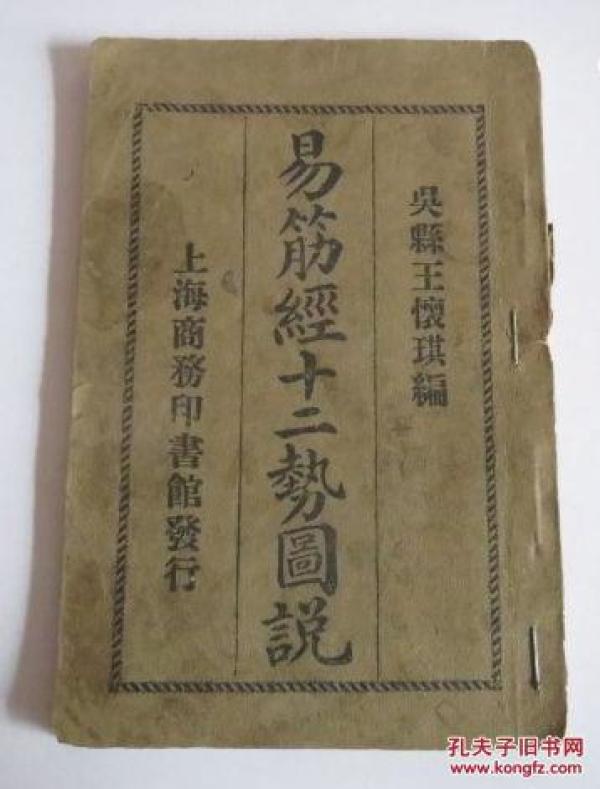 吳縣王懷琪編
易筋經十二勢圖説
上海商務印書館發行
孔夫子旧书网
www.kongfz.com